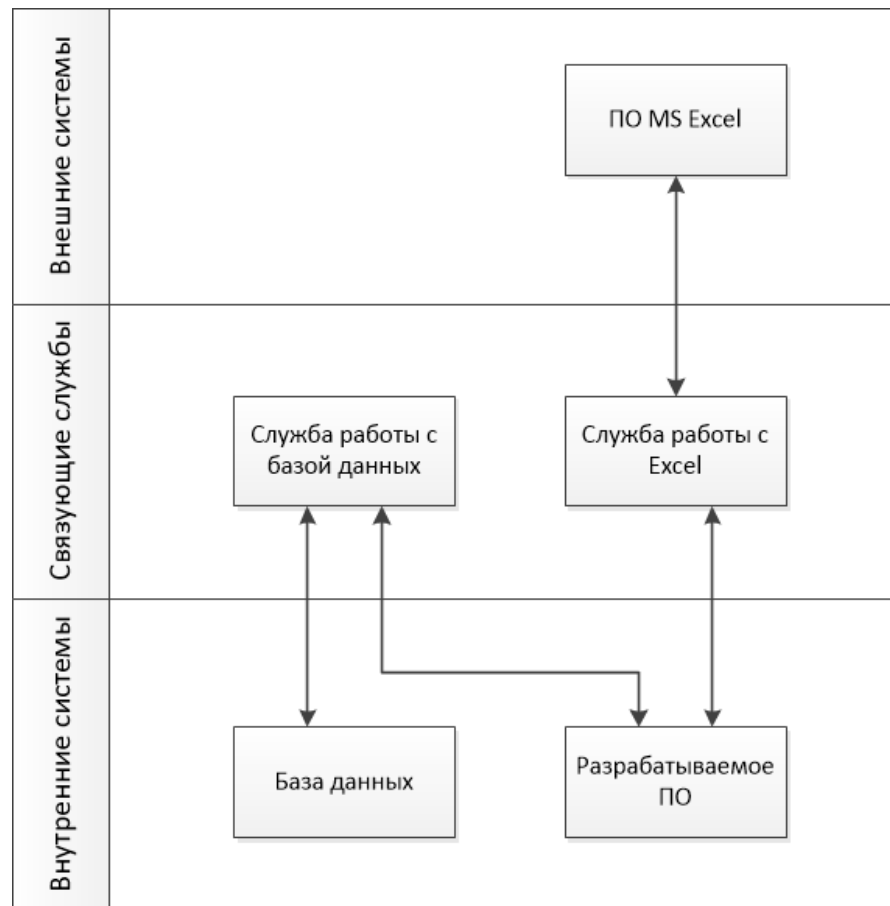 Внешние системы
ПО MS Excel
Связующие службы
Служба работы с
базой данных
Служба работы с
Excel
Внутренние системы
База данных
Разрабатываемое
ПО